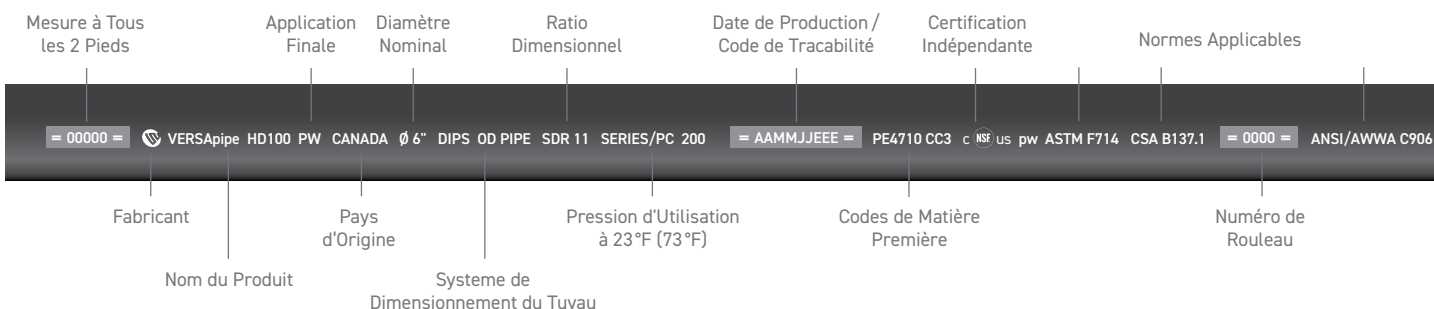 Mesure à Tous
les 2 Pieds
Application
Finale
Diamètre
Nominal
Ratio
Dimensionnel
Date de Production /
Code de Tracabilité
Certification
Indépendante
Normes Applicables
= 00000 = VERSApipe HD100 PW CANADA Ø 6" DIPS OD PIPE SDR 11 SERIES/PC 200 = AAMMJJEEE = PE4710 CC3 c NSF us pw ASTM F714 CSA B137.1 = 0000 = ANSI/AWWA C906
Fabricant
Pays
d'Origine
Pression d'Utilisation
à 23°F (73°F)
Codes de Matière
Première
Numéro de
Rouleau
Nom du Produit
Systeme de
Dimensionnement du Tuvau